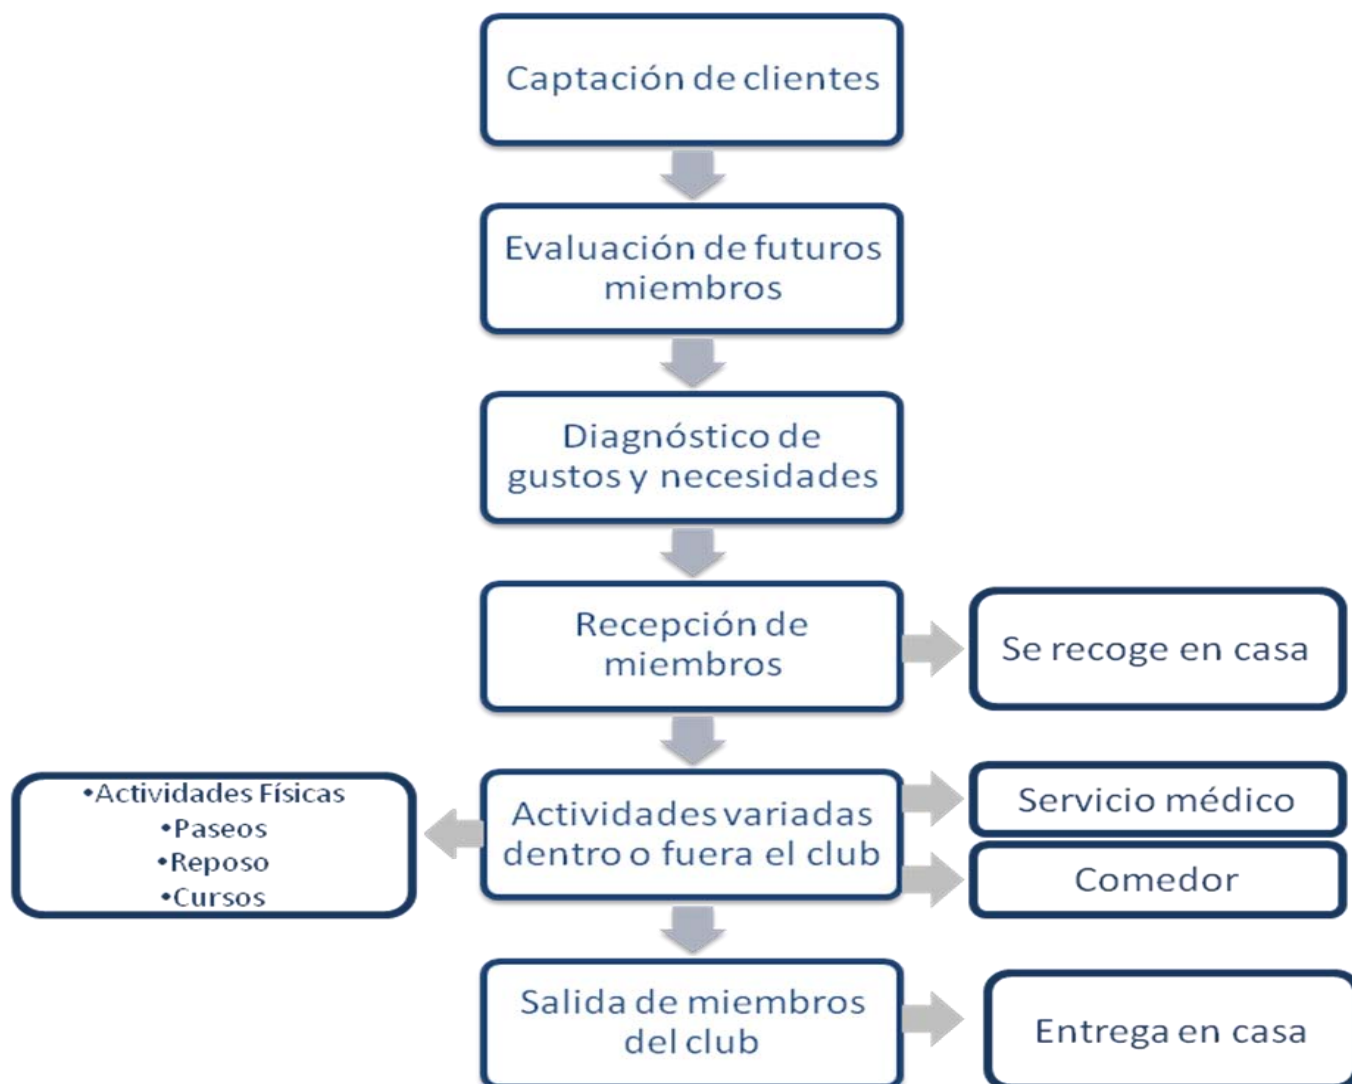 Captación de clientes
Evaluación de futuros
miembros
Diagnóstico de
gustos y necesidades
Recepción de
miembros
Se recoge en casa
•Actividades Físicas
•Paseos
•Reposo
•Cursos
Actividades variadas
dentro o fuera el club
Servicio médico
Comedor
Salida de miembros
del club
Entrega en casa